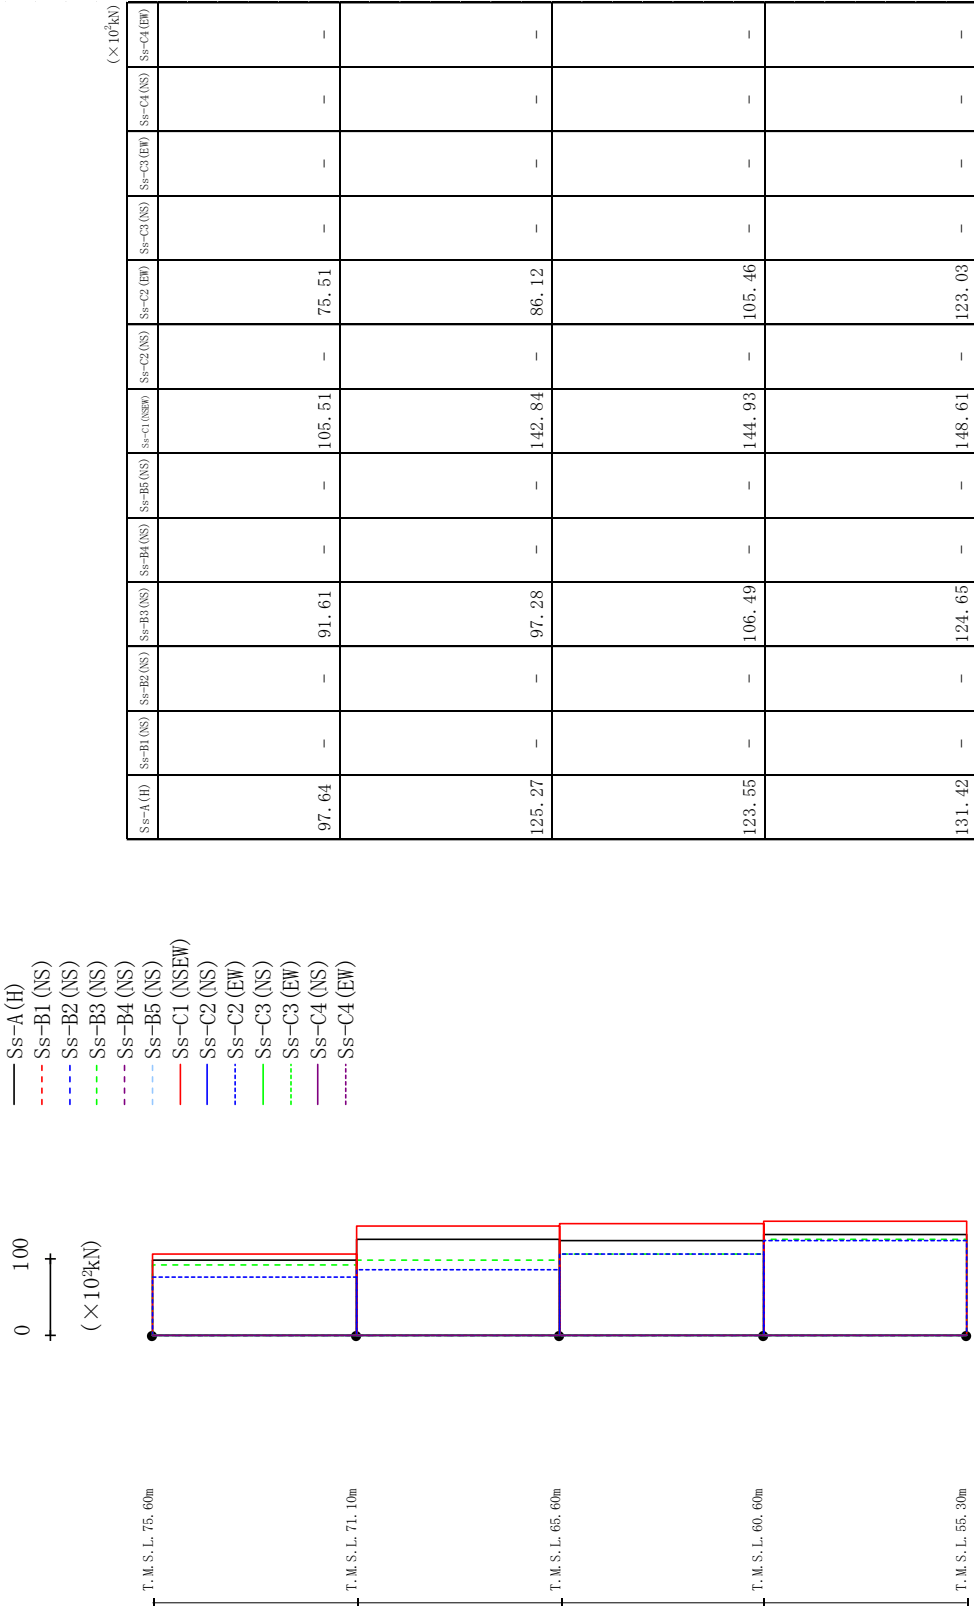 (×10²kN)
Ss-A(H) Ss-B1(NS) Ss-B2(NS) Ss-B3(NS) Ss-B4(NS) Ss-B5(NS) Ss-C1(NSEW) Ss-C2(NS) Ss-C2(EW) Ss-C3(NS) Ss-C3(EW) Ss-C4(NS) Ss-C4(EW)
97.64 - - 91.61 - - 105.51 - 75.51 - - - -
125.27 - - 97.28 - - 142.84 - 86.12 - - - -
123.55 - - 106.49 - - 144.93 - 105.46 - - - -
131.42 - - 124.65 - - 148.61 - 123.03 - - - -
Ss-A(H)
Ss-B1(NS)
Ss-B2(NS)
Ss-B3(NS)
Ss-B4(NS)
Ss-B5(NS)
Ss-C1(NSEW)
Ss-C2(NS)
Ss-C2(EW)
Ss-C3(NS)
Ss-C3(EW)
Ss-C4(NS)
Ss-C4(EW)
0 100
(×10²kN)
T.M.S.L.75.60m
T.M.S.L.71.10m
T.M.S.L.65.60m
T.M.S.L.60.60m
T.M.S.L.55.30m